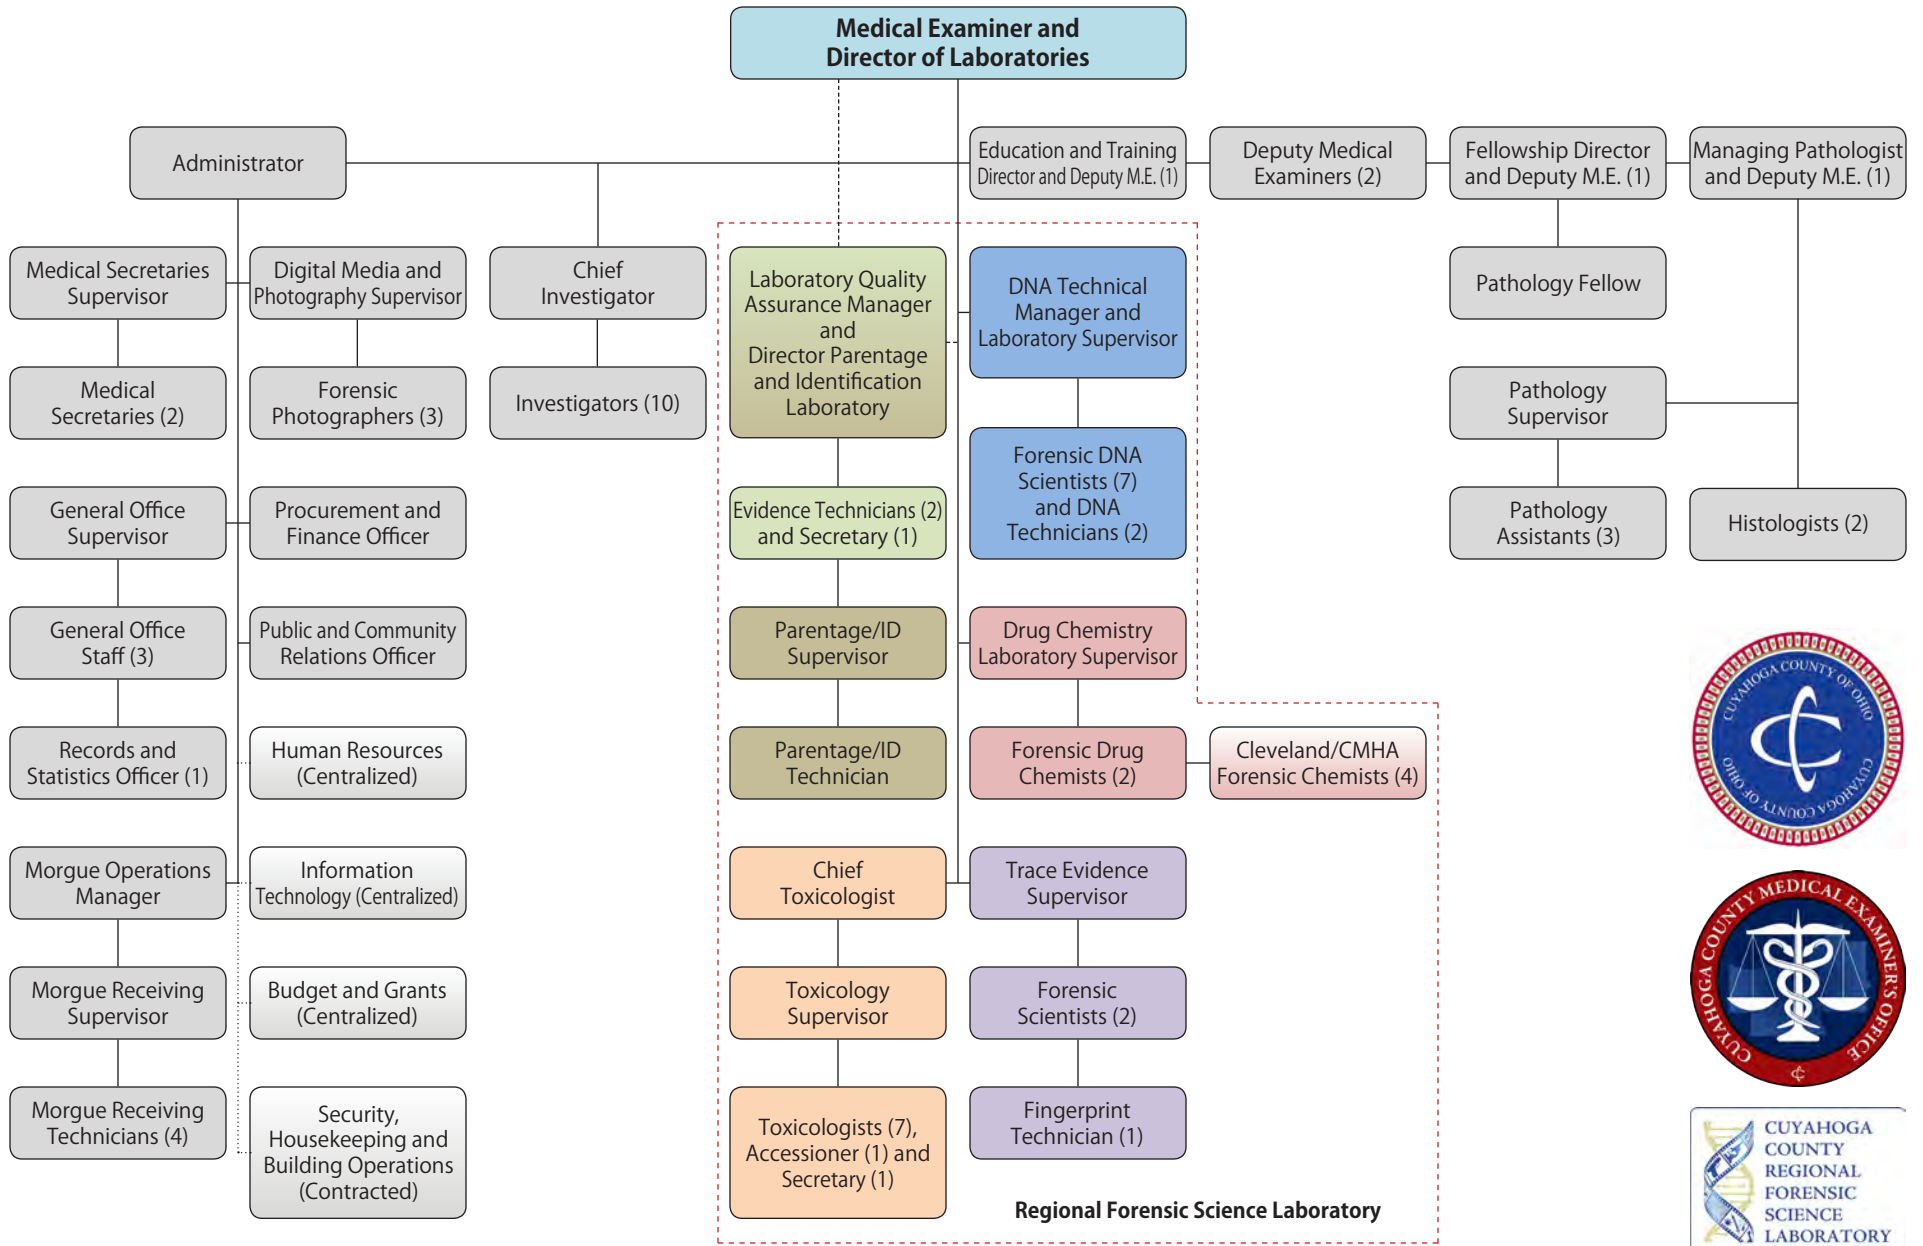 Medical Examiner and
Director of Laboratories
Administrator
Education and Training
Director and Deputy M.E. (1)
Deputy Medical
Examiners (2)
Fellowship Director
and Deputy M.E. (1)
Managing Pathologist
and Deputy M.E. (1)
Medical Secretaries
Supervisor
Digital Media and
Photography Supervisor
Chief
Investigator
Laboratory Quality
Assurance Manager
and
Director Parentage
and Identification
Laboratory
DNA Technical
Manager and
Laboratory Supervisor
Pathology Fellow
Medical
Secretaries (2)
Forensic
Photographers (3)
Investigators (10)
Pathology
Supervisor
Forensic DNA
Scientists (7)
and DNA
Technicians (2)
General Office
Supervisor
Procurement and
Finance Officer
Evidence Technicians (2)
and Secretary (1)
Pathology
Assistants (3)
Histologists (2)
General Office
Staff (3)
Public and Community
Relations Officer
Parentage/ID
Supervisor
Drug Chemistry
Laboratory Supervisor
Records and
Statistics Officer (1)
Human Resources
(Centralized)
Parentage/ID
Technician
Forensic Drug
Chemists (2)
Cleveland/CMHA
Forensic Chemists (4)
CUYAHOGA COUNTY OF OHIO
CUYAHOGA COUNTY OF OHIO
Morgue Operations
Manager
Information
Technology (Centralized)
Chief
Toxicologist
Trace Evidence
Supervisor
Morgue Receiving
Supervisor
Budget and Grants
(Centralized)
Toxicology
Supervisor
Forensic
Scientists (2)
CUYAHOGA COUNTY MEDICAL EXAMINER'S OFFICE
Morgue Receiving
Technicians (4)
Security,
Housekeeping and
Building Operations
(Contracted)
Toxicologists (7),
Accessioner (1) and
Secretary (1)
Fingerprint
Technician (1)
Regional Forensic Science Laboratory
CUYAHOGA
COUNTY
REGIONAL
FORENSIC
SCIENCE
LABORATORY